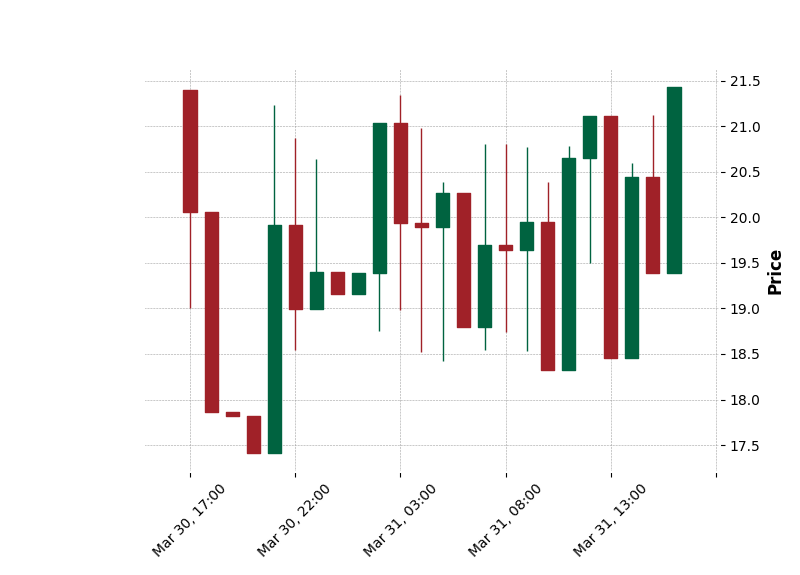 21.5
21.0
20.5
20.0
19.5
19.0
18.5
18.0
17.5
Price
Mar 30, 17:00
Mar 30, 22:00
Mar 31, 03:00
Mar 31, 08:00
Mar 31, 13:00